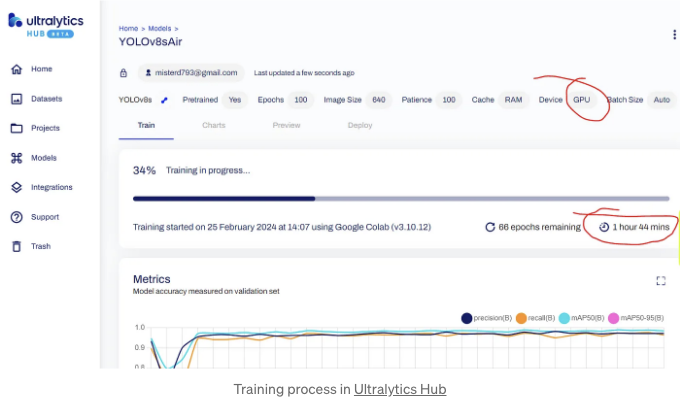 ultralytics
HUB BETA
Home
Datasets
Projects
Models
Integrations
Support
Trash
Home > Models >
YOLOv8sAir
misterd793@gmail.com Last updated a few seconds ago
YOLOv8s Pretrained Yes Epochs 100 Image Size 640 Patience 100 Cache RAM Device GPU Batch Size Auto
Train Charts Preview Deploy
34% Training in progress...
Training started on 25 February 2024 at 14:07 using Google Colab (v3.10.12) 66 epochs remaining 1 hour 44 mins
Metrics
Model accuracy measured on validation set
precision(B) recall(B) mAP50(B) mAP50-95(B)
1.0
0.9
0.8
Training process in Ultralytics Hub